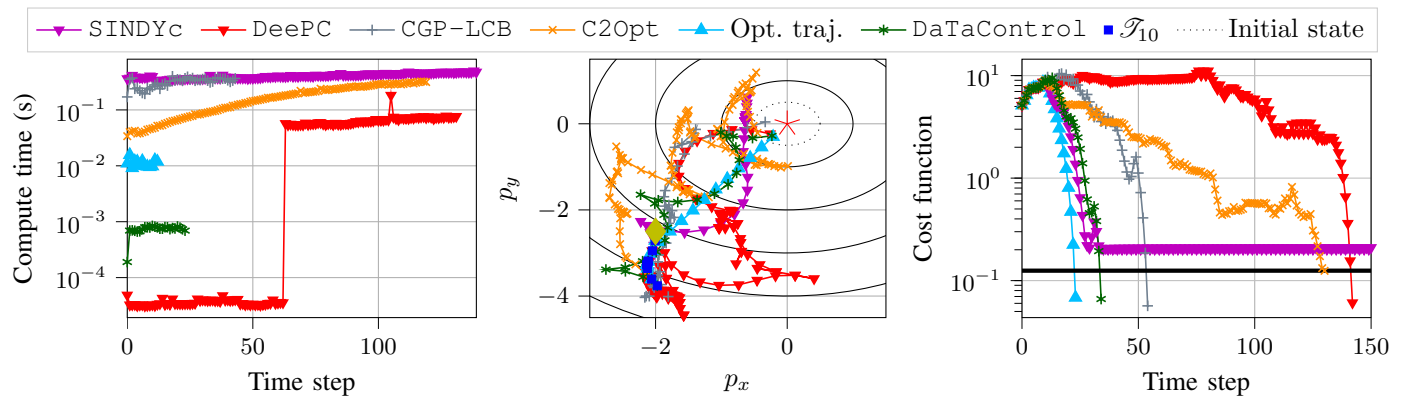 SINDYc DeePC CGP-LCB C2Opt Opt. traj. DaTaControl 𝒯10 Initial state
Compute time (s)
10^−1
10^−2
10^−3
10^−4
0 50 100
Time step
p_y
0
−2
−4
−2 0
p_x
Cost function
10^1
10^0
10^−1
0 50 100 150
Time step